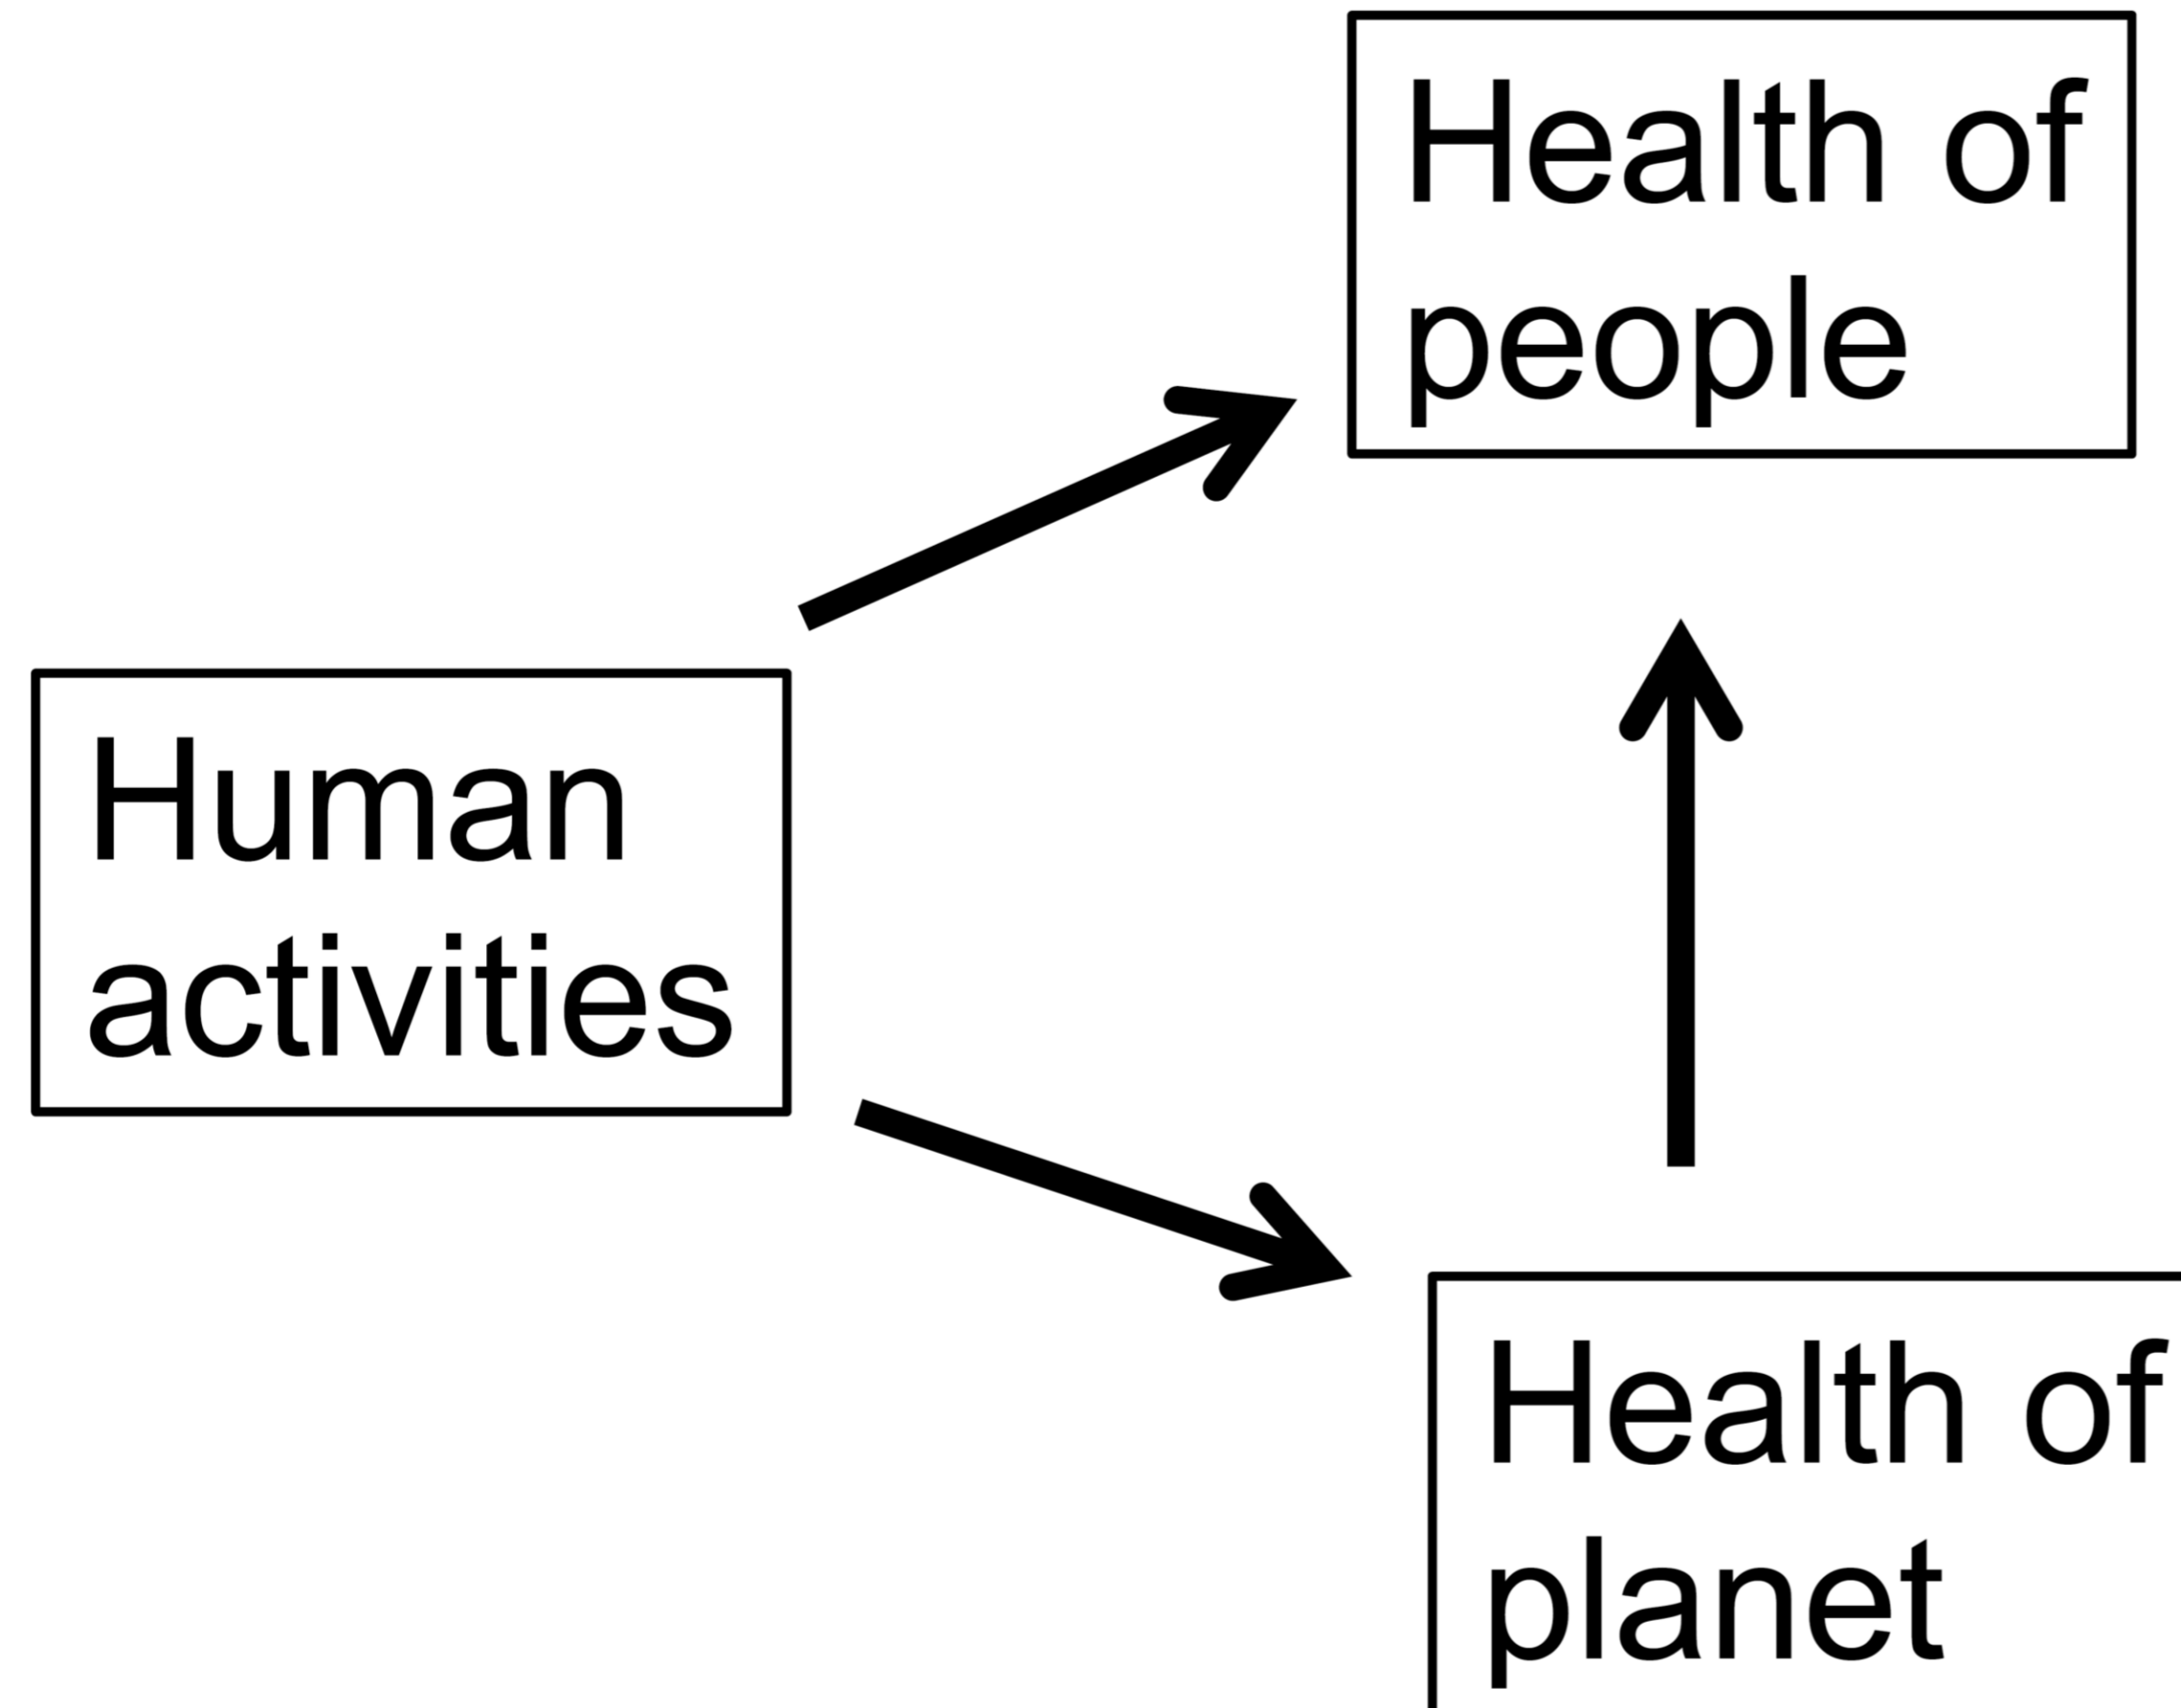 Health of
people
Human
activities
Health of
planet